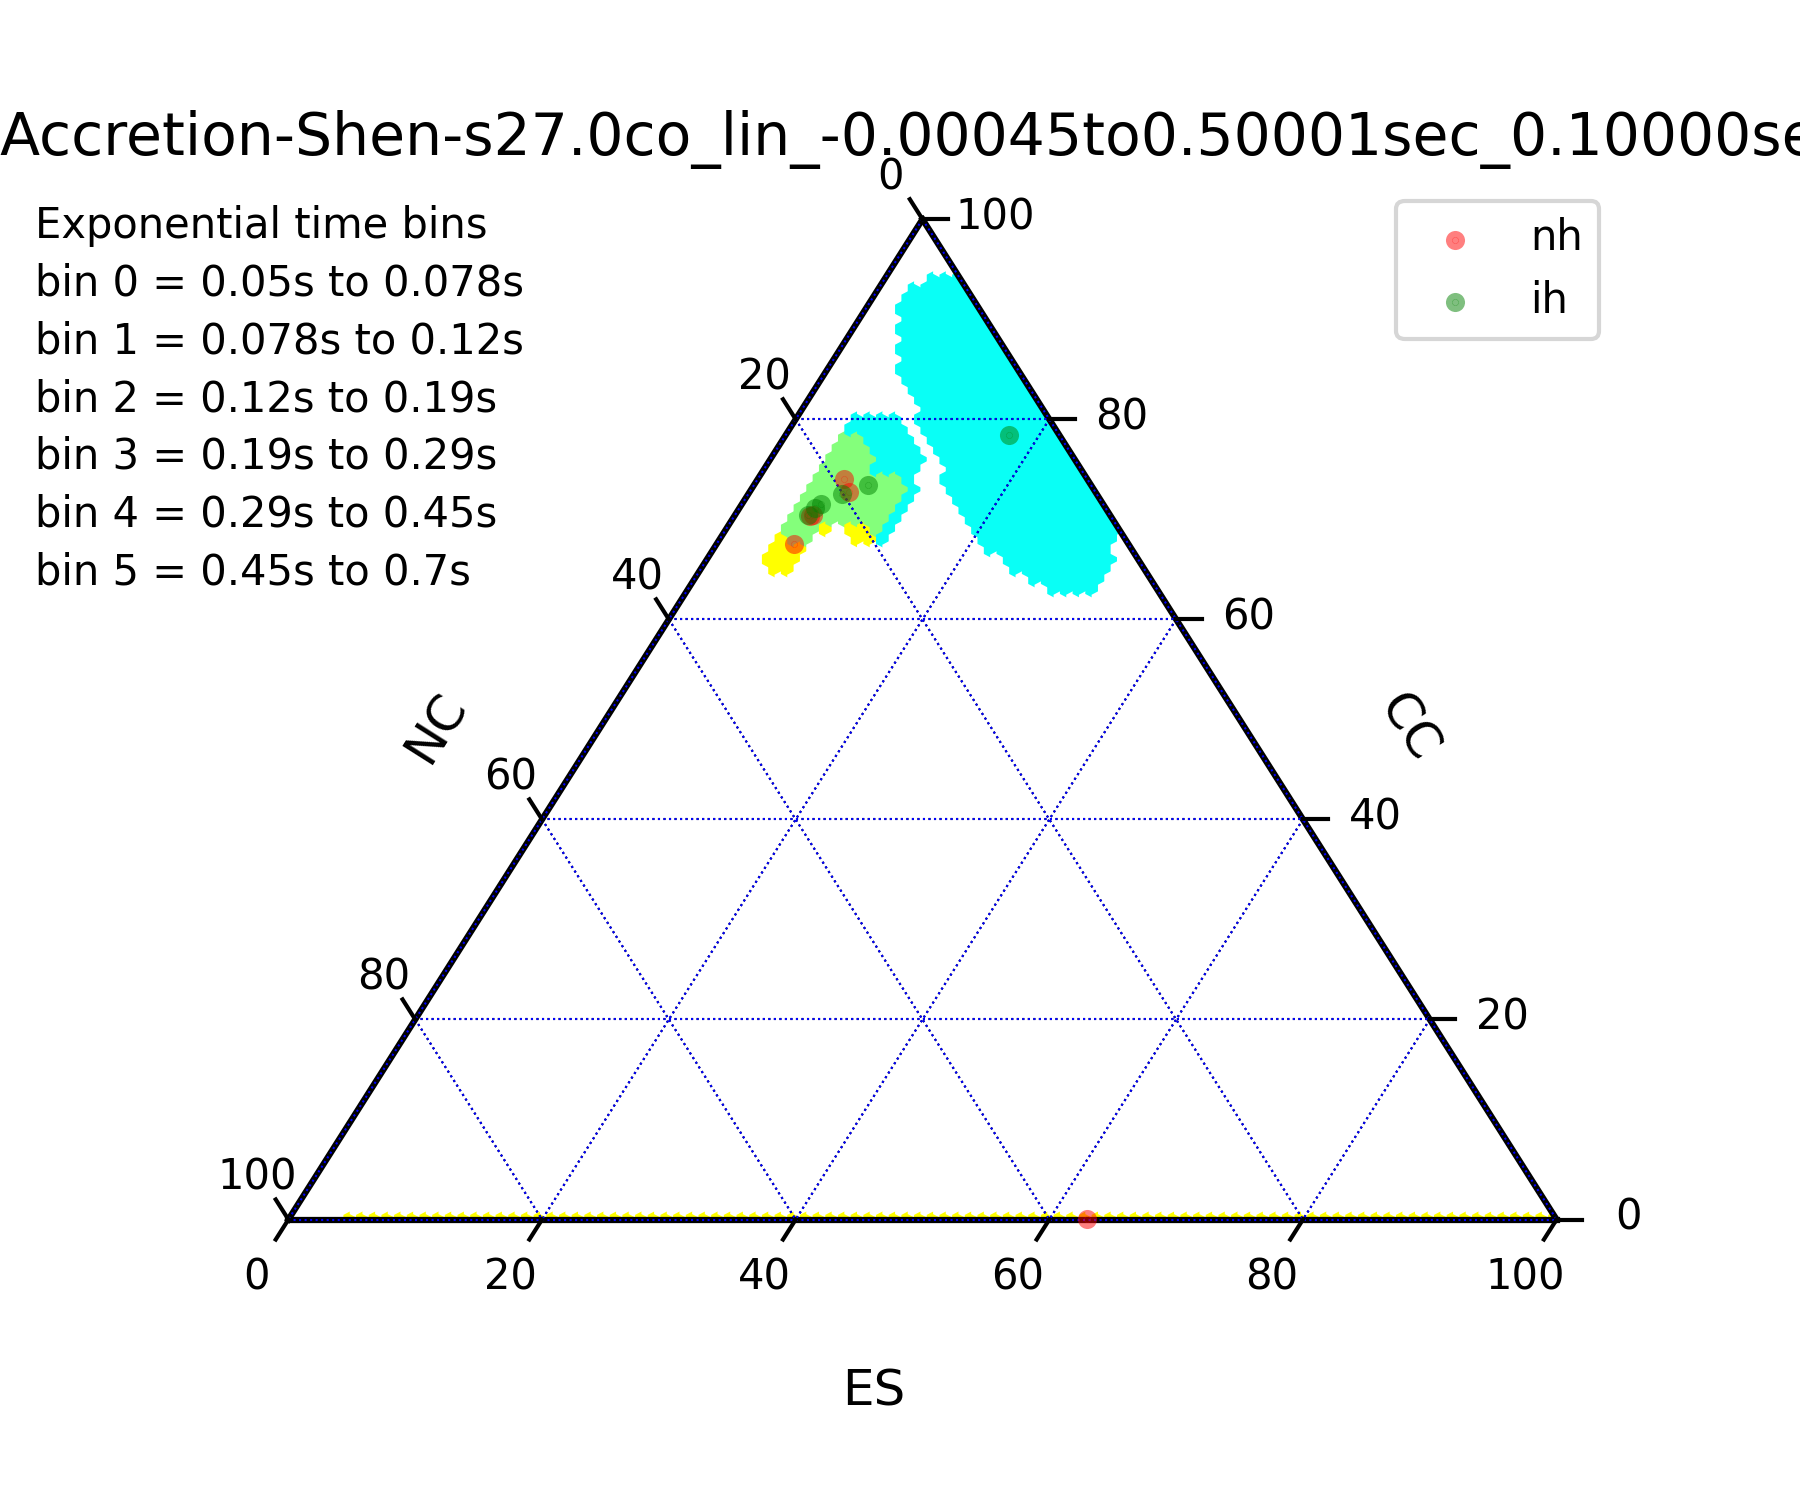 Accretion-Shen-s27.0co_lin_-0.00045to0.50001sec_0.10000se
Exponential time bins
bin 0 = 0.05s to 0.078s
bin 1 = 0.078s to 0.12s
bin 2 = 0.12s to 0.19s
bin 3 = 0.19s to 0.29s
bin 4 = 0.29s to 0.45s
bin 5 = 0.45s to 0.7s
nh
ih
0
20
40
60
80
100
NC
100
80
60
40
20
0
CC
0
20
40
60
80
100
ES